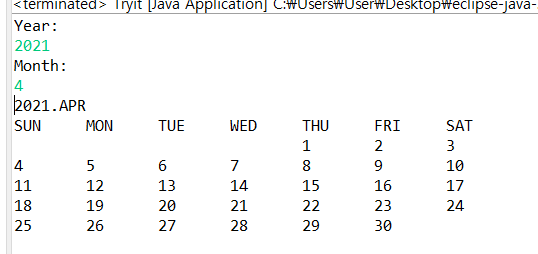 <terminated> Tryit [Java Application] C:₩Users₩User₩Desktop₩eclipse-java-
Year:
2021
Month:
4
2021.APR
SUN MON TUE WED THU FRI SAT
1 2 3
4 5 6 7 8 9 10
11 12 13 14 15 16 17
18 19 20 21 22 23 24
25 26 27 28 29 30